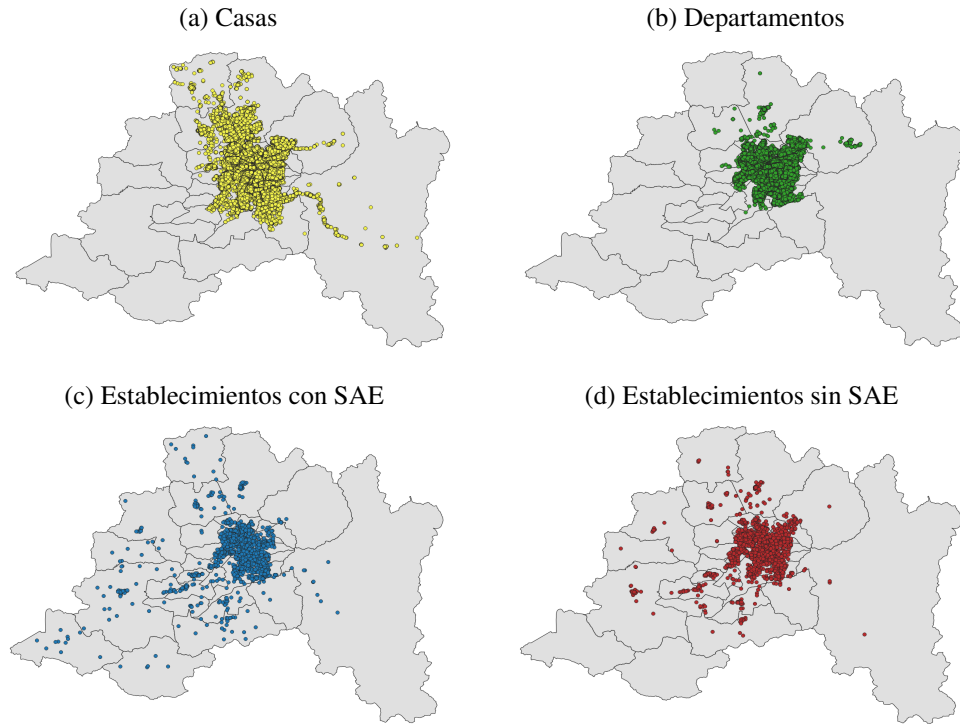 (a) Casas
(b) Departamentos
(c) Establecimientos con SAE
(d) Establecimientos sin SAE